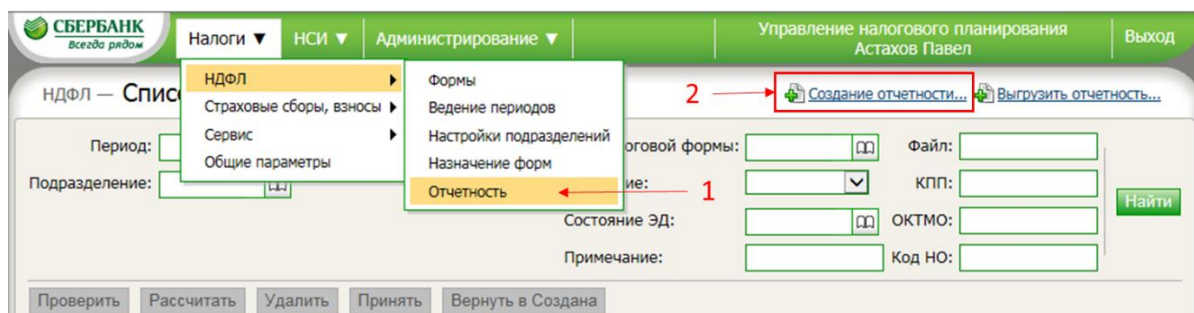 СБЕРБАНК
Всегда рядом
Налоги ▼ НСИ ▼ Администрирование ▼
Управление налогового планирования
Астахов Павел
Выход
НДФЛ — Спис
НДФЛ
Страховые сборы, взносы
Сервис
Общие параметры
Формы
Ведение периодов
Настройки подразделений
Назначение форм
Отчетность
1
2
Создание отчетности... Выгрузить отчетность...
Период: оговой формы: Файл:
Подразделение: ие: КПП:
Найти
Состояние ЭД: ОКТМО:
Примечание: Код НО:
Проверить Рассчитать Удалить Принять Вернуть в Создана